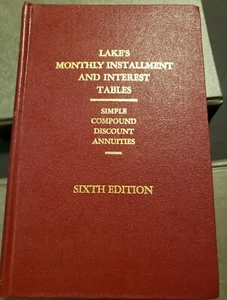 LAKE'S
MONTHLY INSTALLMENT
AND INTEREST
TABLES
SIMPLE
COMPOUND
DISCOUNT
ANNUITIES
SIXTH EDITION